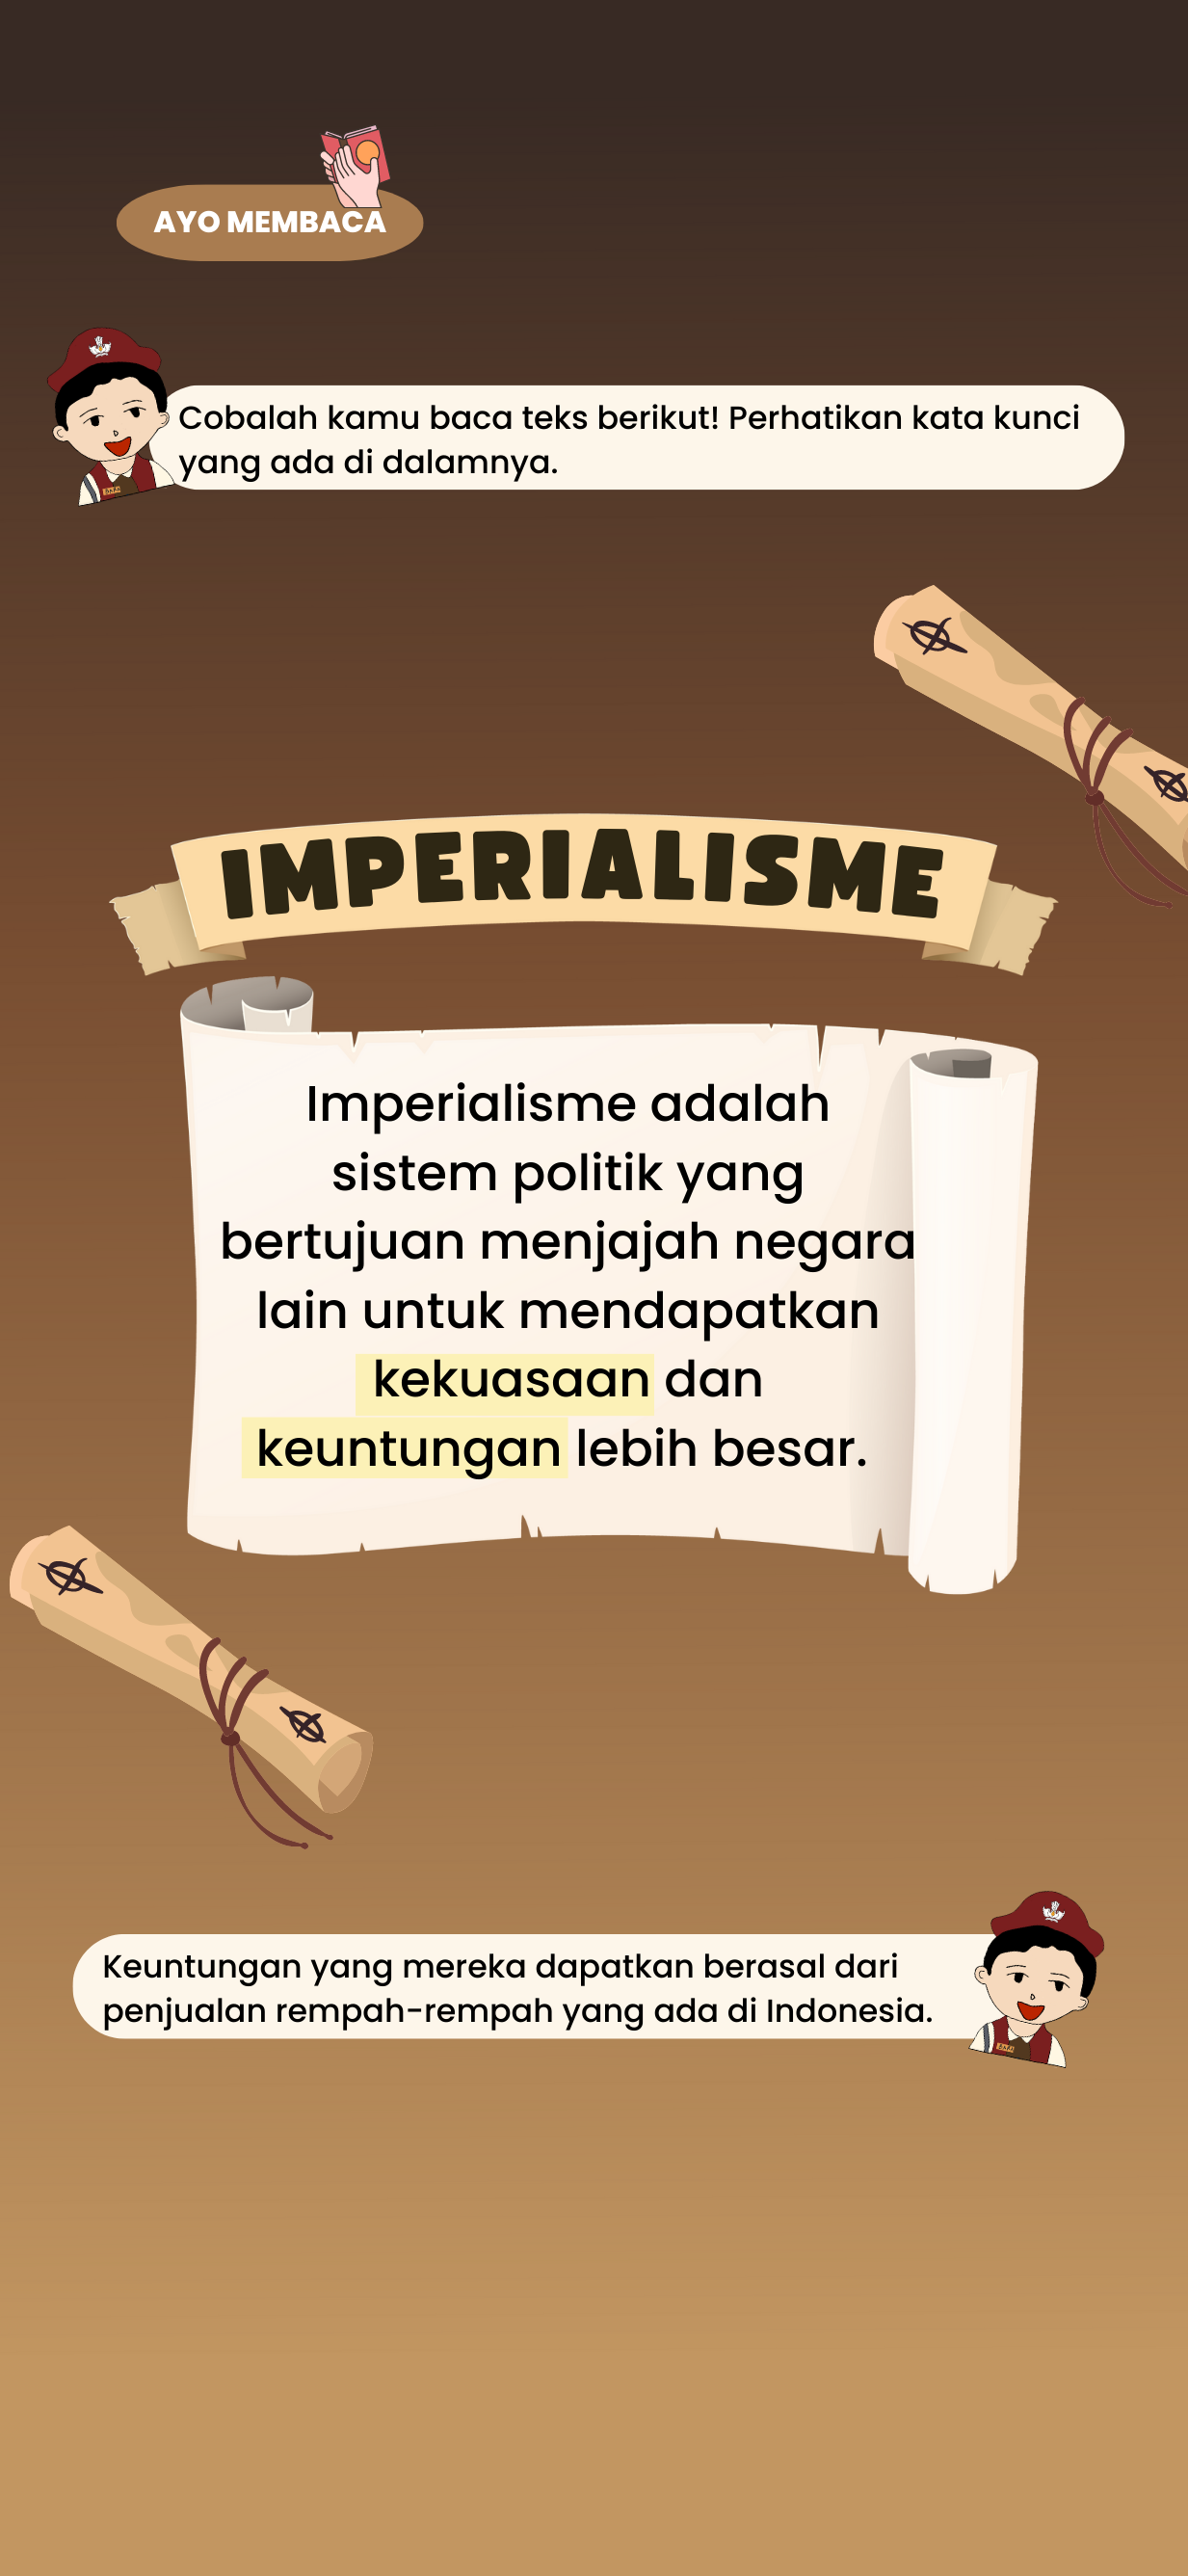 AYO MEMBACA
Cobalah kamu baca teks berikut! Perhatikan kata kunci
yang ada di dalamnya.
IMPERIALISME
Imperialisme adalah
sistem politik yang
bertujuan menjajah negara
lain untuk mendapatkan
kekuasaan dan
keuntungan lebih besar.
Keuntungan yang mereka dapatkan berasal dari
penjualan rempah-rempah yang ada di Indonesia.